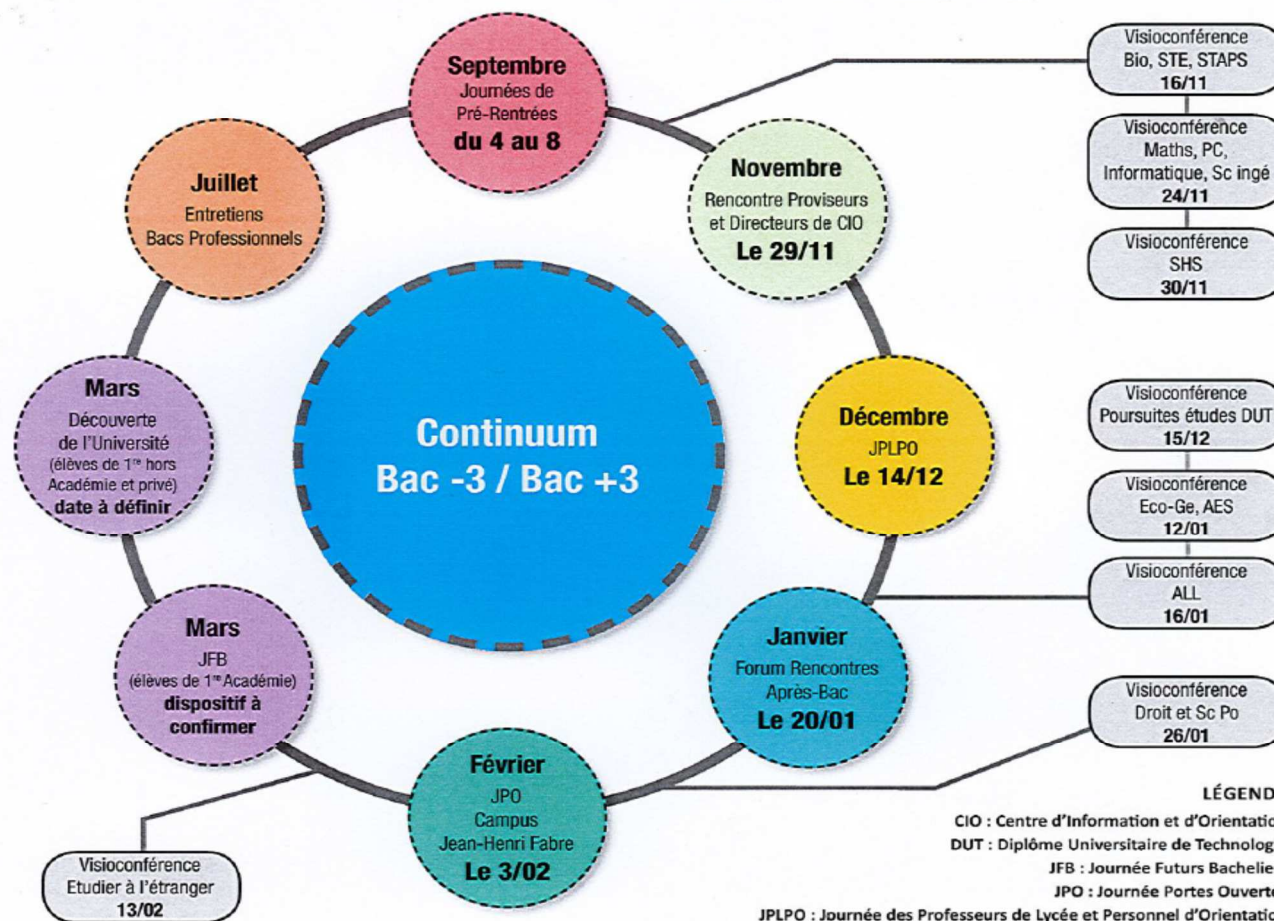 Septembre
Journées de
Pré-Rentrées
du 4 au 8
Novembre
Rencontre Proviseurs
et Directeurs de CIO
Le 29/11
Décembre
JPLPO
Le 14/12
Janvier
Forum Rencontres
Après-Bac
Le 20/01
Février
JPO
Campus
Jean-Henri Fabre
Le 3/02
Mars
JFB
(élèves de 1re Académie)
dispositif à
confirmer
Mars
Découverte
de l'Université
(élèves de 1re hors
Académie et privé)
date à définir
Juillet
Entretiens
Bacs Professionnels
Continuum
Bac -3 / Bac +3
Visioconférence
Bio, STE, STAPS
16/11
Visioconférence
Maths, PC,
Informatique, Sc ingé
24/11
Visioconférence
SHS
30/11
Visioconférence
Poursuites études DUT
15/12
Visioconférence
Eco-Ge, AES
12/01
Visioconférence
ALL
16/01
Visioconférence
Droit et Sc Po
26/01
Visioconférence
Etudier à l'étranger
13/02
LÉGEND
CIO : Centre d'Information et d'Orientatio
DUT : Diplôme Universitaire de Technolog
JFB : Journée Futurs Bachelie
JPO : Journée Portes Ouverte
JPLPO : Journée des Professeurs de Lycée et Personnel d'Orientatio